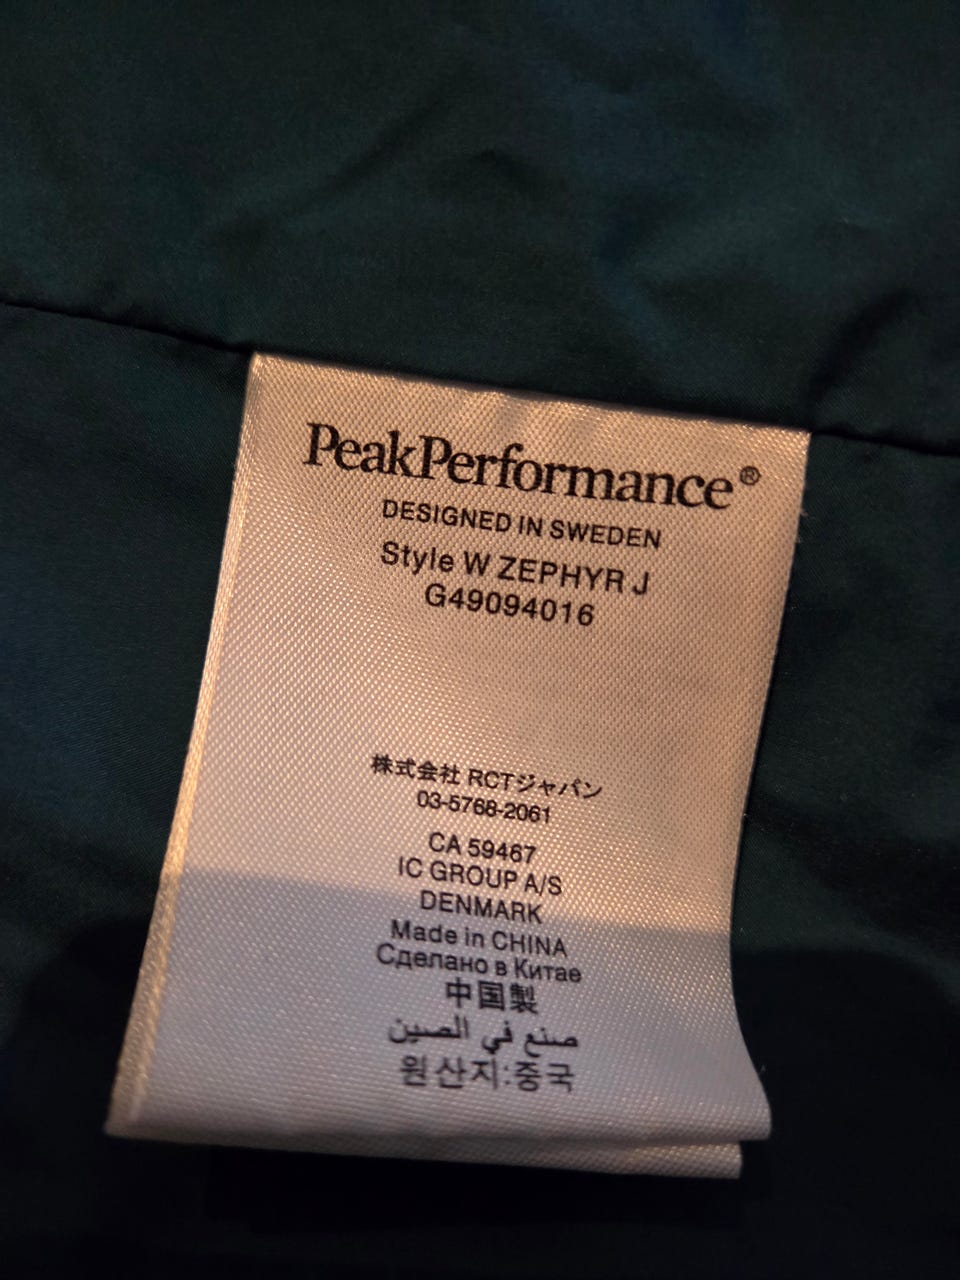 PeakPerformance®
DESIGNED IN SWEDEN
Style W ZEPHYR J
G49094016
株式会社 RCTジャパン
03-5768-2061
CA 59467
IC GROUP A/S
DENMARK
Made in CHINA
Сделано в Китае
中国製
صنع في الصين
원산지:중국